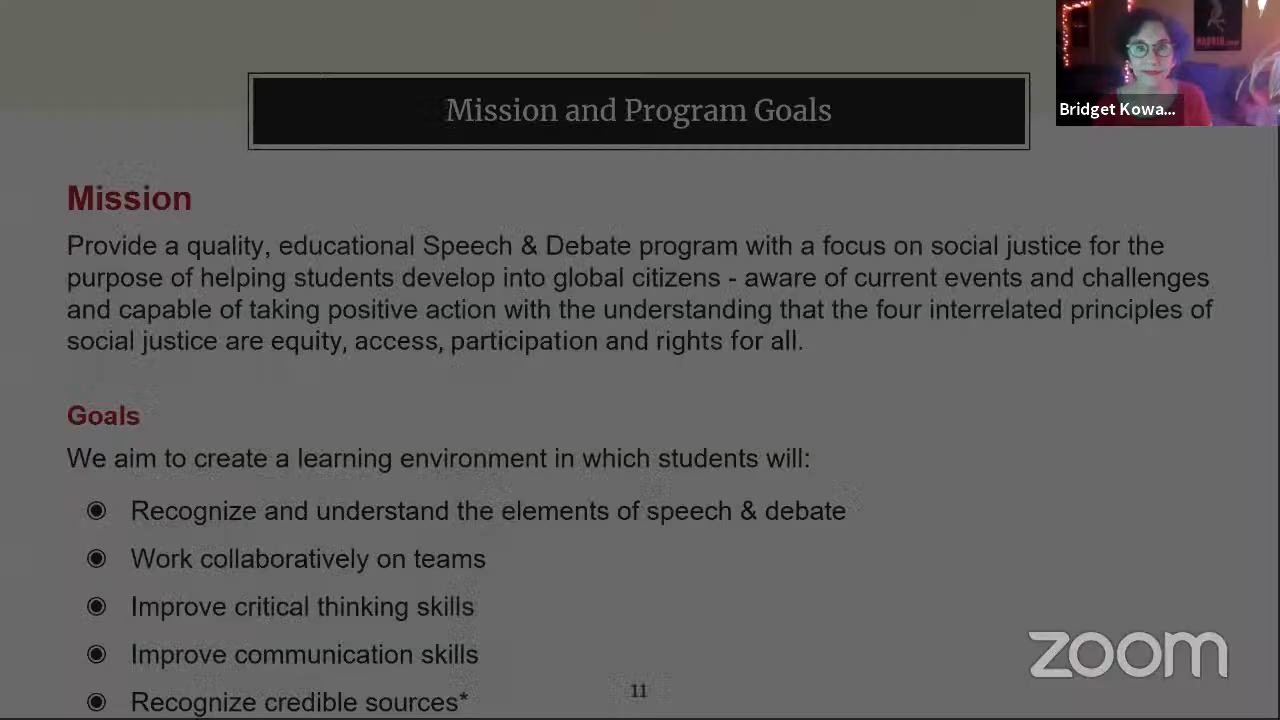 Mission and Program Goals
Bridget Kowa...
Mission
Provide a quality, educational Speech & Debate program with a focus on social justice for the
purpose of helping students develop into global citizens - aware of current events and challenges
and capable of taking positive action with the understanding that the four interrelated principles of
social justice are equity, access, participation and rights for all.
Goals
We aim to create a learning environment in which students will:
◉ Recognize and understand the elements of speech & debate
◉ Work collaboratively on teams
◉ Improve critical thinking skills
◉ Improve communication skills
◉ Recognize credible sources*
11
zoom